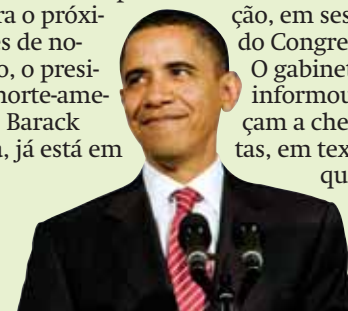 ra o próxi-
es de no-
o, o presi-
norte-ame-
Barack
, já está em
ção, em ses
do Congre
O gabinet
informou
çam a che
tas, em tex
qu